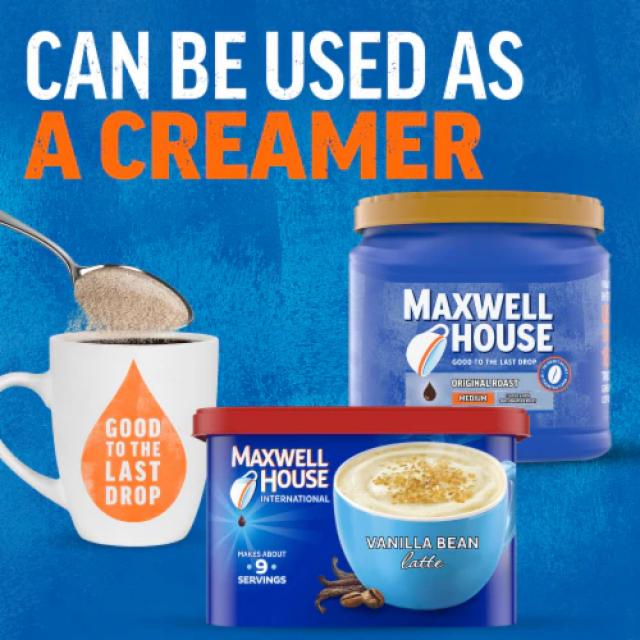 CAN BE USED AS
A CREAMER
MAXWELL
HOUSE
GOOD TO THE LAST DROP
ORIGINAL ROAST
MEDIUM
GOOD
TO THE
LAST
DROP
MAXWELL
HOUSE
INTERNATIONAL
MAKES ABOUT
•9•
SERVINGS
VANILLA BEAN
latte